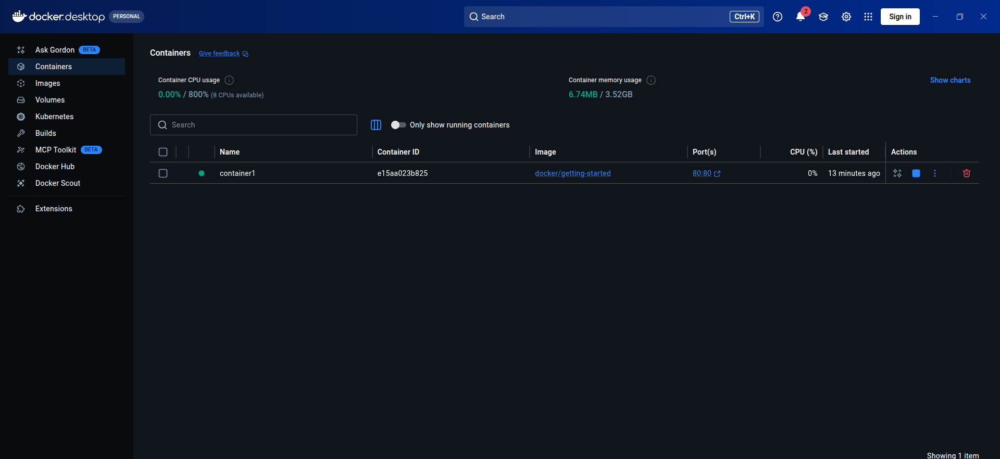 docker desktop PERSONAL
Search Ctrl+K
2
Sign in
Ask Gordon BETA
Containers
Images
Volumes
Kubernetes
Builds
MCP Toolkit BETA
Docker Hub
Docker Scout
Extensions
Containers Give feedback
Container CPU usage
0.00% / 800% (8 CPUs available)
Container memory usage
6.74MB / 3.52GB
Show charts
Search
Only show running containers
Name Container ID Image Port(s) CPU (%) Last started Actions
container1 e15aa023b825 docker/getting-started 80:80 0% 13 minutes ago
Showing 1 item